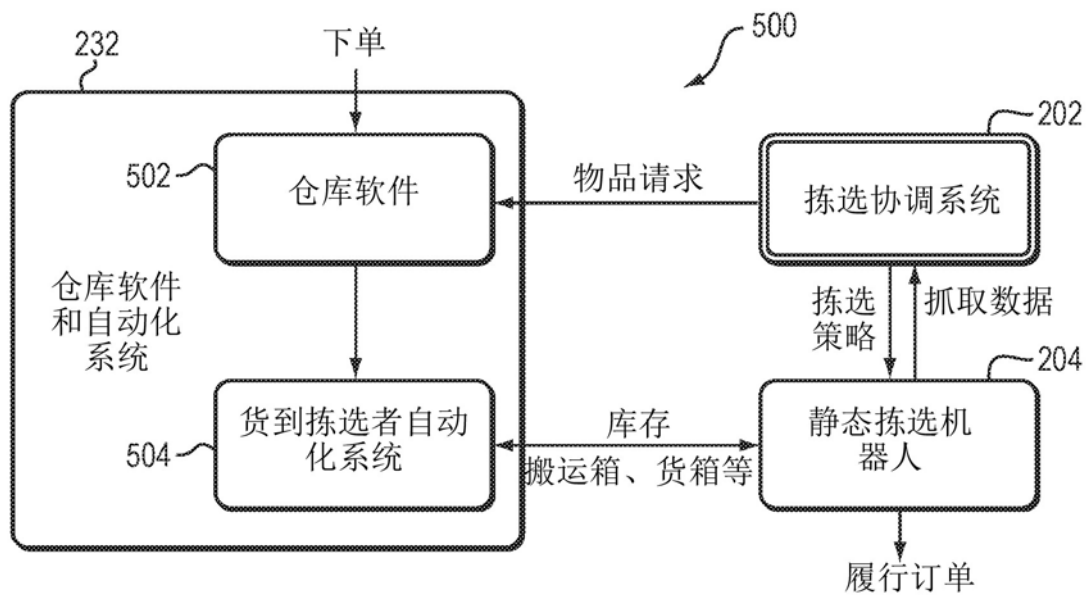 500
232
下单
202
502
仓库软件
物品请求
拣选协调系统
仓库软件
和自动化
系统
拣选
策略
抓取数据
204
504
货到拣选者自动
化系统
库存
搬运箱、货箱等
静态拣选机
器人
履行订单